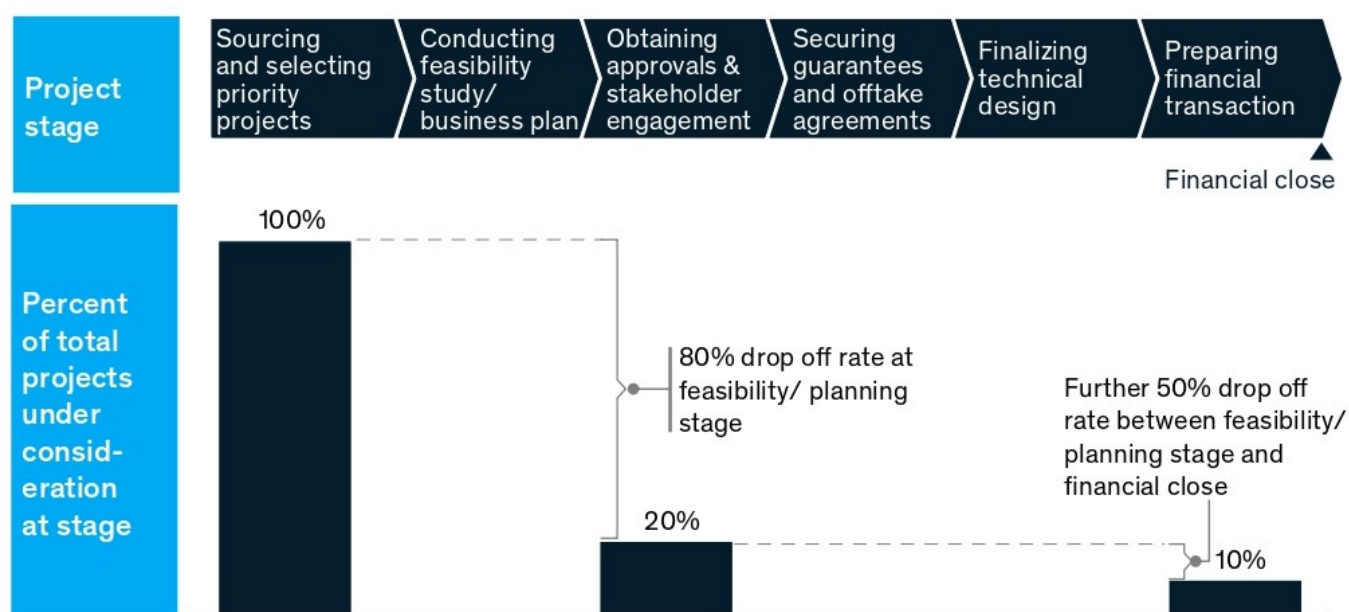 Project
stage
Sourcing
and selecting
priority
projects
Conducting
feasibility
study/
business plan
Obtaining
approvals &
stakeholder
engagement
Securing
guarantees
and offtake
agreements
Finalizing
technical
design
Preparing
financial
transaction
Financial close
Percent
of total
projects
under
consid-
eration
at stage
100%
80% drop off rate at
feasibility/ planning
stage
20%
Further 50% drop off
rate between feasibility/
planning stage and
financial close
10%